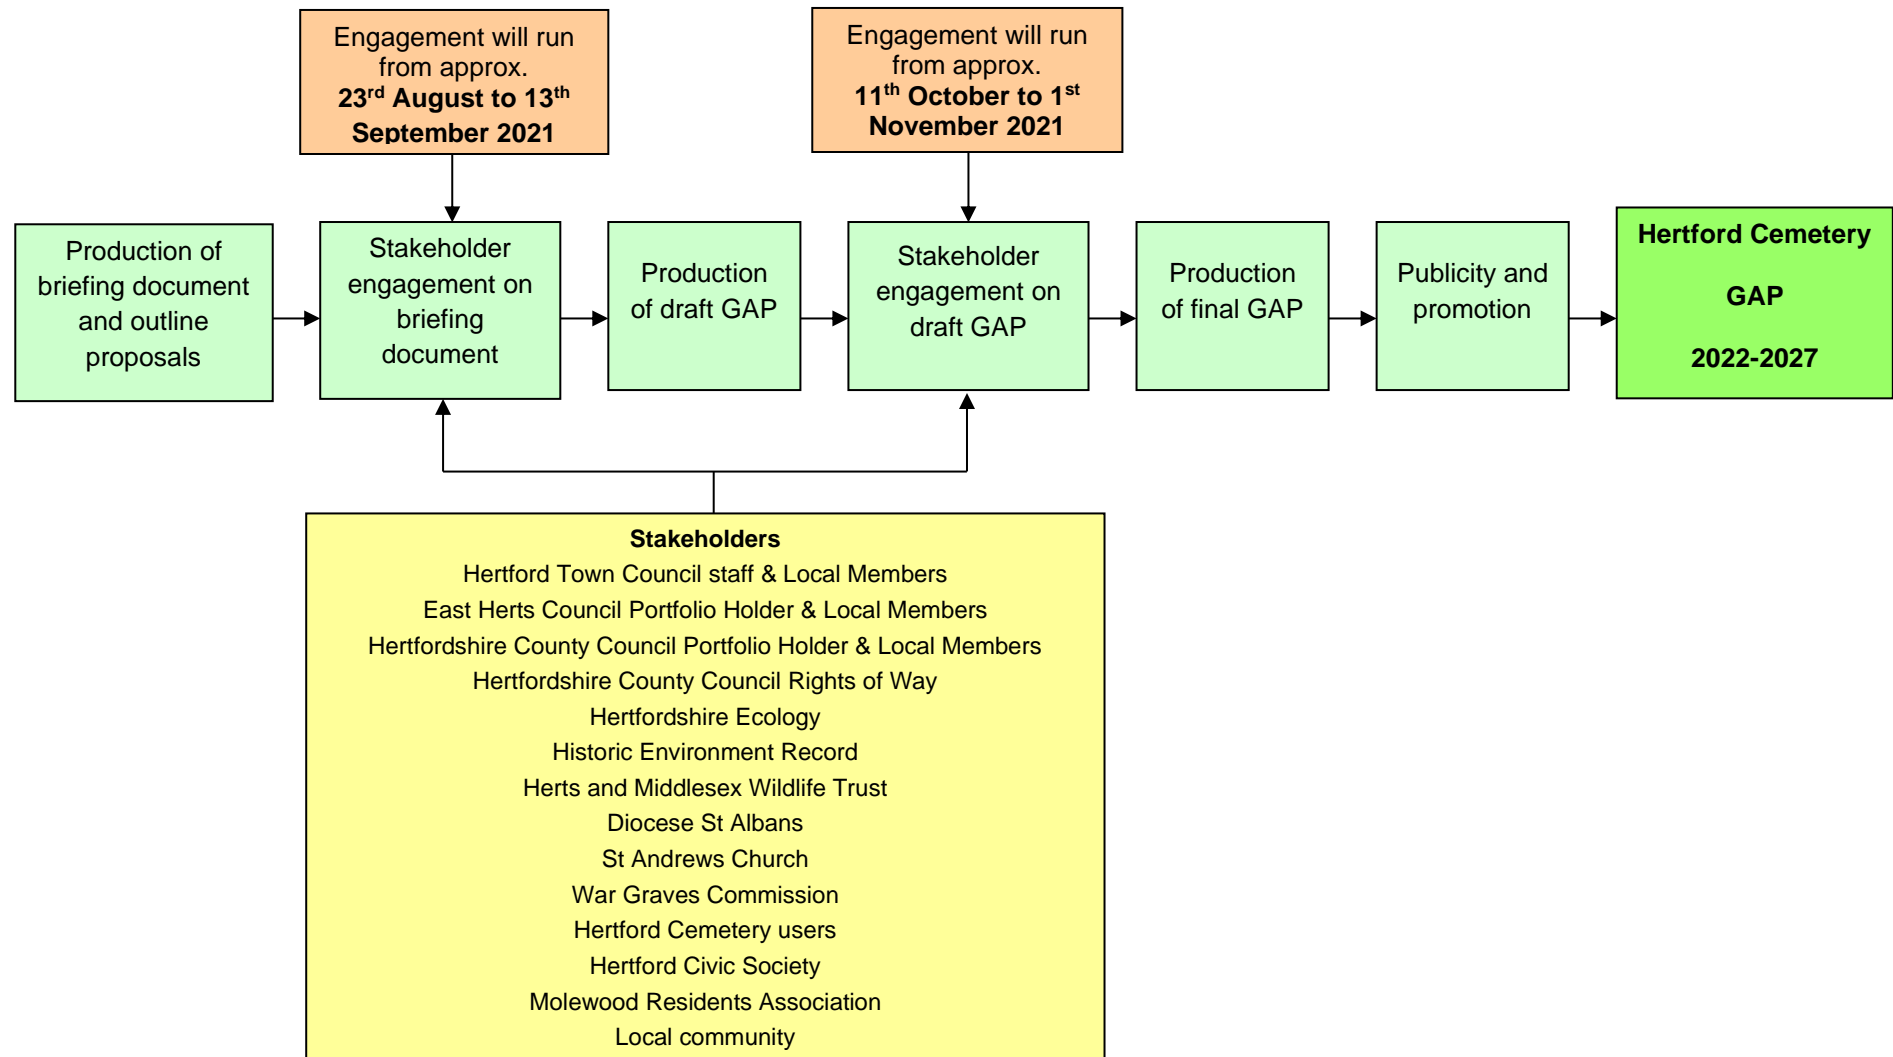 Engagement will run
from approx.
23rd August to 13th
September 2021
Engagement will run
from approx.
11th October to 1st
November 2021
Production of
briefing document
and outline
proposals
Stakeholder
engagement on
briefing
document
Production
of draft GAP
Stakeholder
engagement on
draft GAP
Production
of final GAP
Publicity and
promotion
Hertford Cemetery
GAP
2022-2027
Stakeholders
Hertford Town Council staff & Local Members
East Herts Council Portfolio Holder & Local Members
Hertfordshire County Council Portfolio Holder & Local Members
Hertfordshire County Council Rights of Way
Hertfordshire Ecology
Historic Environment Record
Herts and Middlesex Wildlife Trust
Diocese St Albans
St Andrews Church
War Graves Commission
Hertford Cemetery users
Hertford Civic Society
Molewood Residents Association
Local community